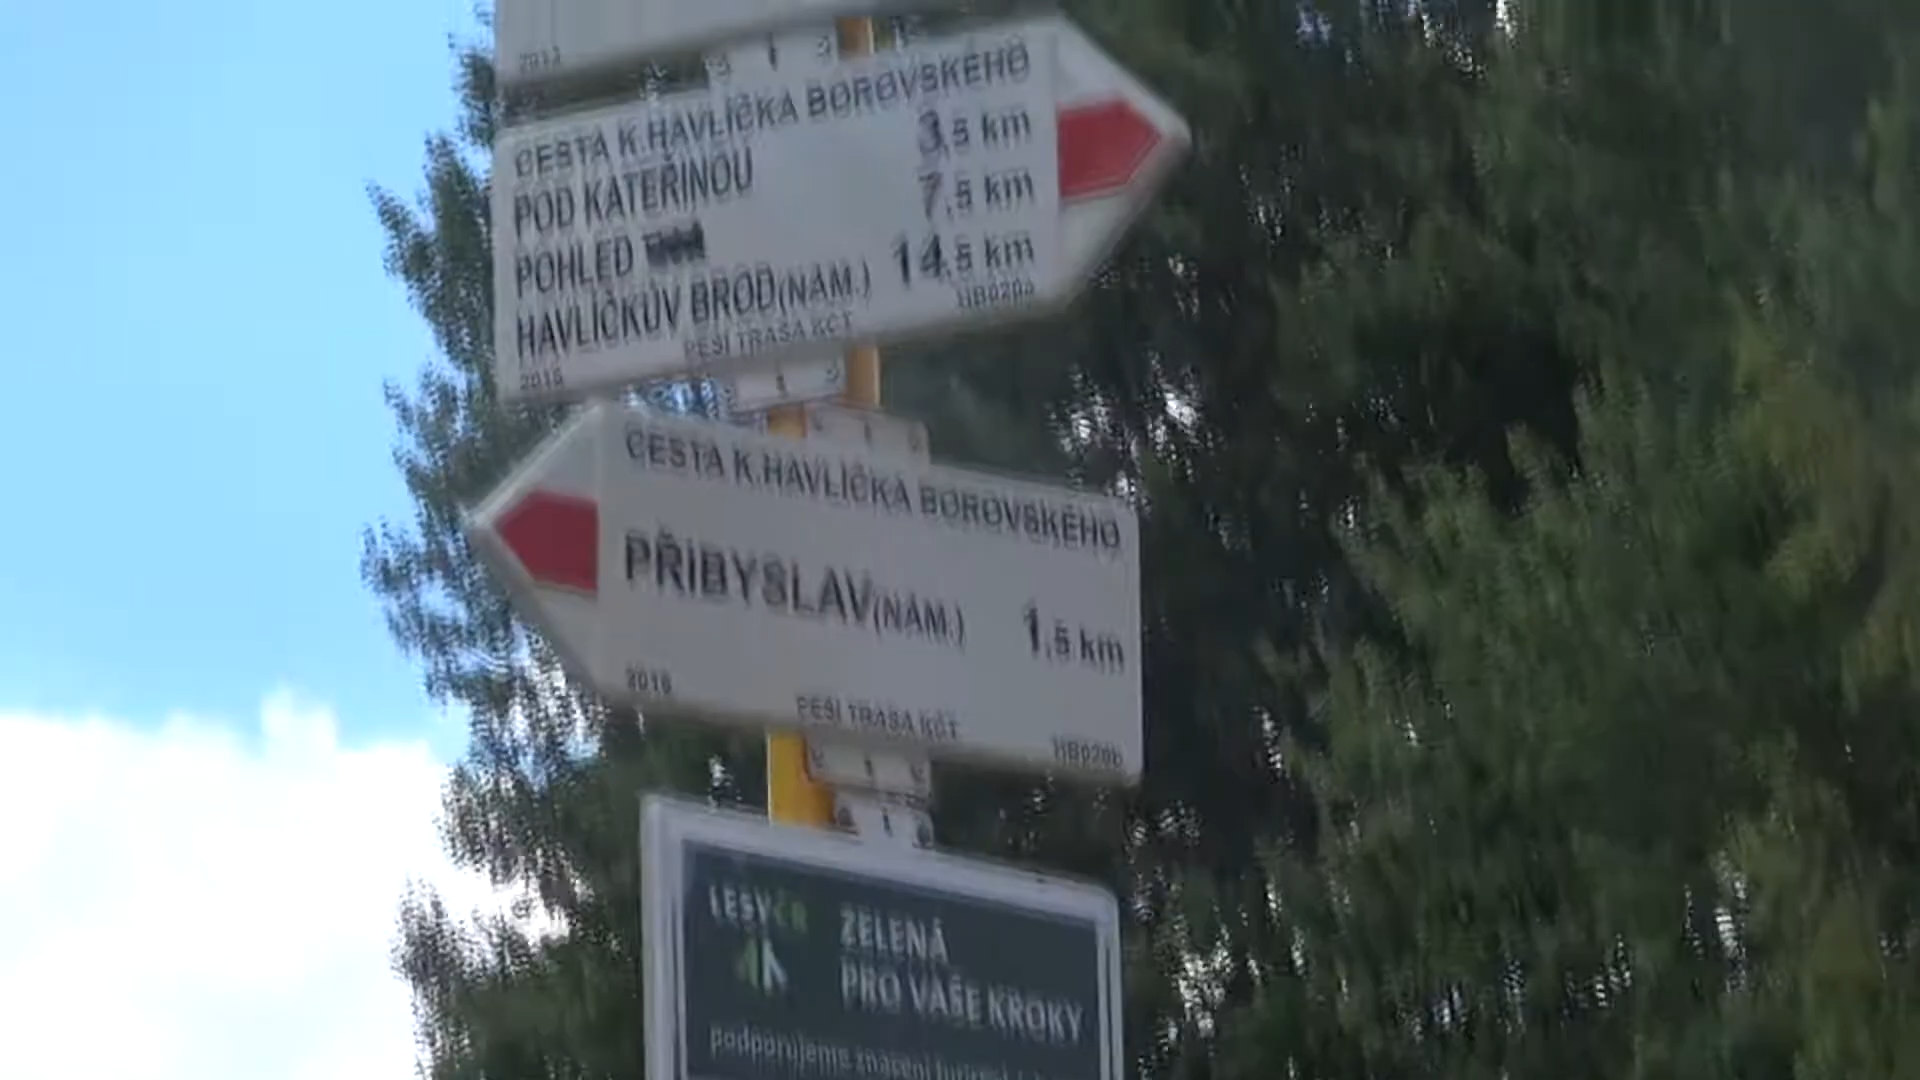 2013
CESTA K.HAVLÍČKA BOROVSKÉHO
POD KATEŘINOU 3,5 km
POHLED 7,5 km
HAVLÍČKŮV BROD(NÁM.) 14,5 km
2016 PĚŠÍ TRASA KČT HB020a
CESTA K.HAVLÍČKA BOROVSKÉHO
PŘIBYSLAV(NÁM.) 1,5 km
2016 PĚŠÍ TRASA KČT HB020b
LESYČR
ZELENÁ
PRO VAŠE KROKY
podporujeme značení